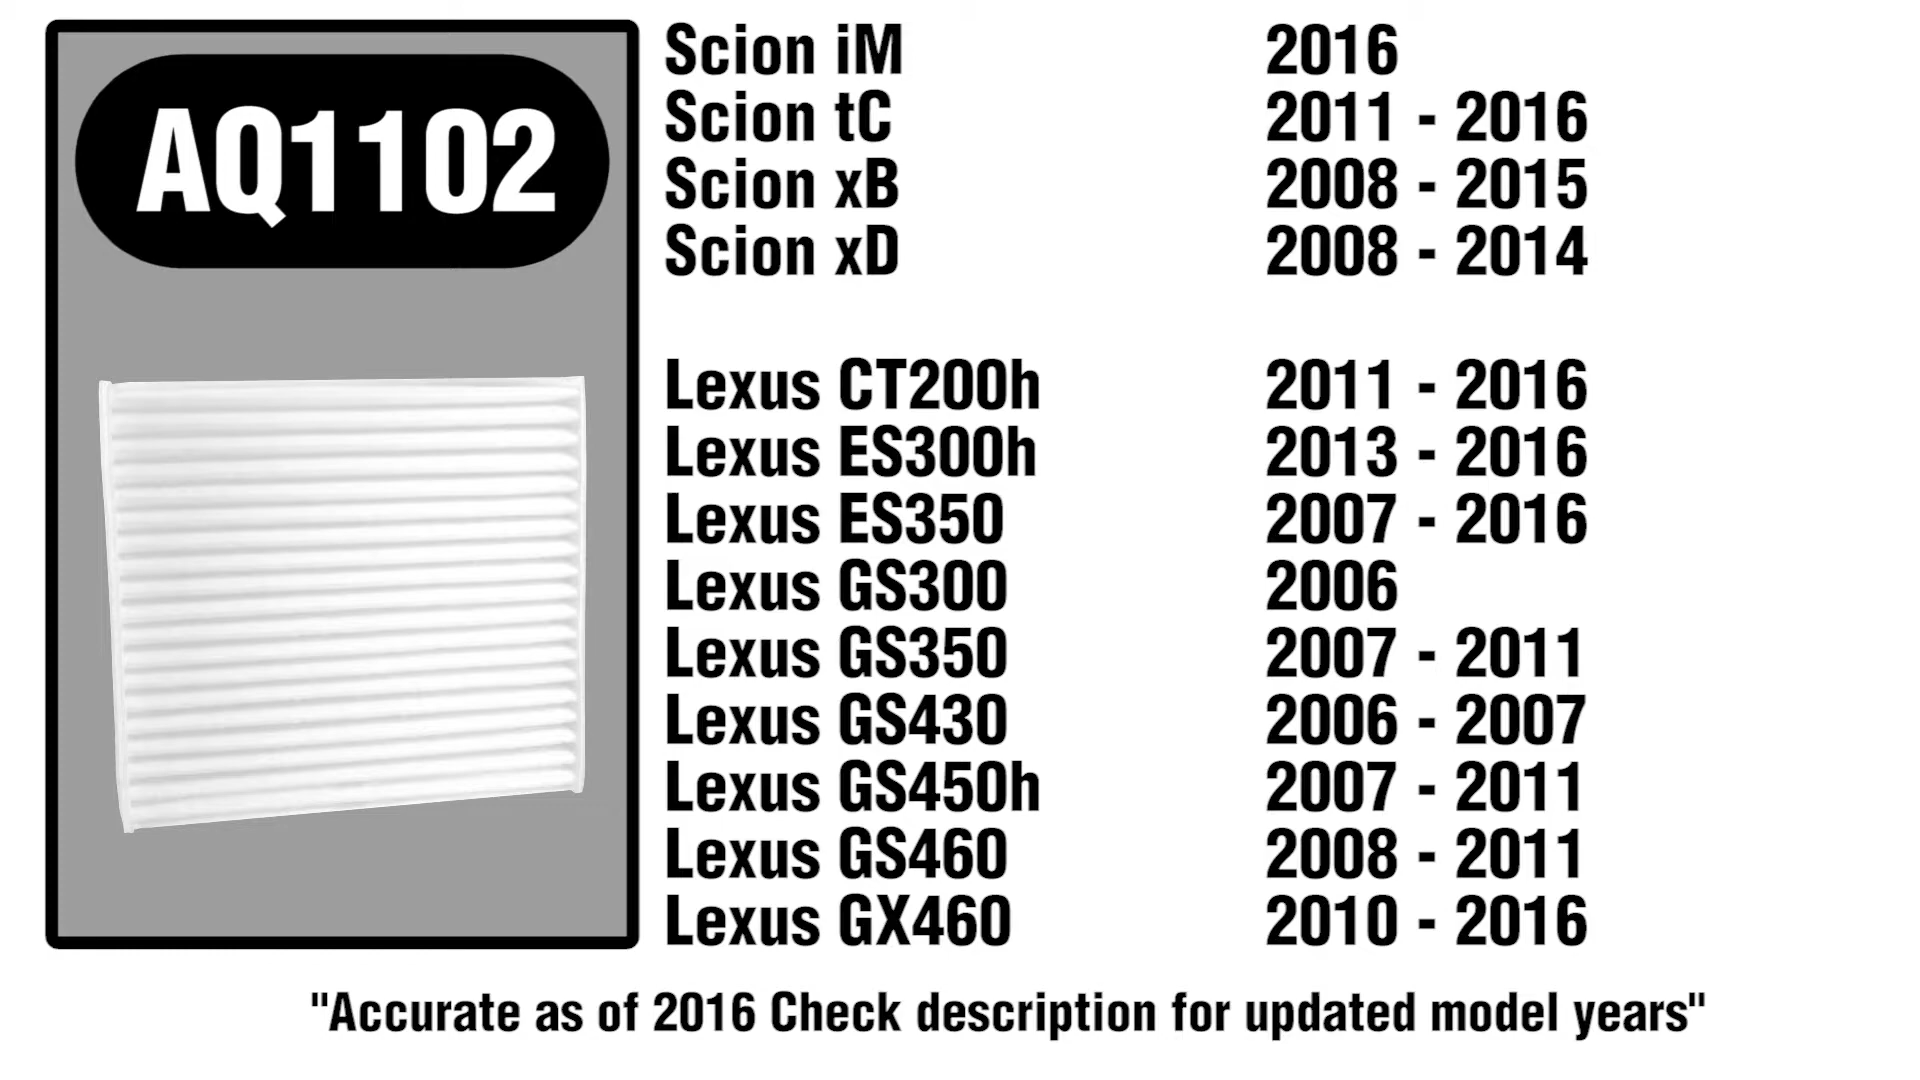 AQ1102
Scion iM 2016
Scion tC 2011 - 2016
Scion xB 2008 - 2015
Scion xD 2008 - 2014
Lexus CT200h 2011 - 2016
Lexus ES300h 2013 - 2016
Lexus ES350 2007 - 2016
Lexus GS300 2006
Lexus GS350 2007 - 2011
Lexus GS430 2006 - 2007
Lexus GS450h 2007 - 2011
Lexus GS460 2008 - 2011
Lexus GX460 2010 - 2016
"Accurate as of 2016 Check description for updated model years"